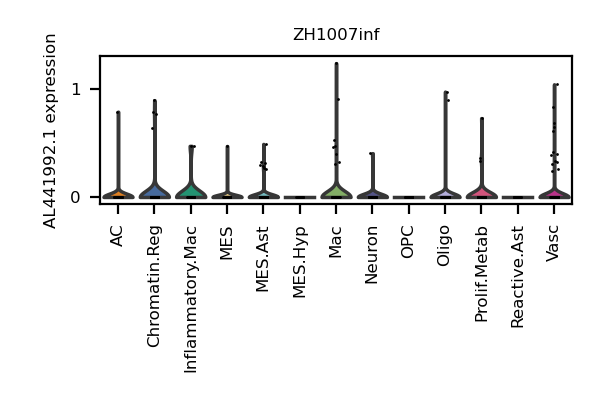 ZH1007inf
AL441992.1 expression
1
0
AC
Chromatin.Reg
Inflammatory.Mac
MES
MES.Ast
MES.Hyp
Mac
Neuron
OPC
Oligo
Prolif.Metab
Reactive.Ast
Vasc